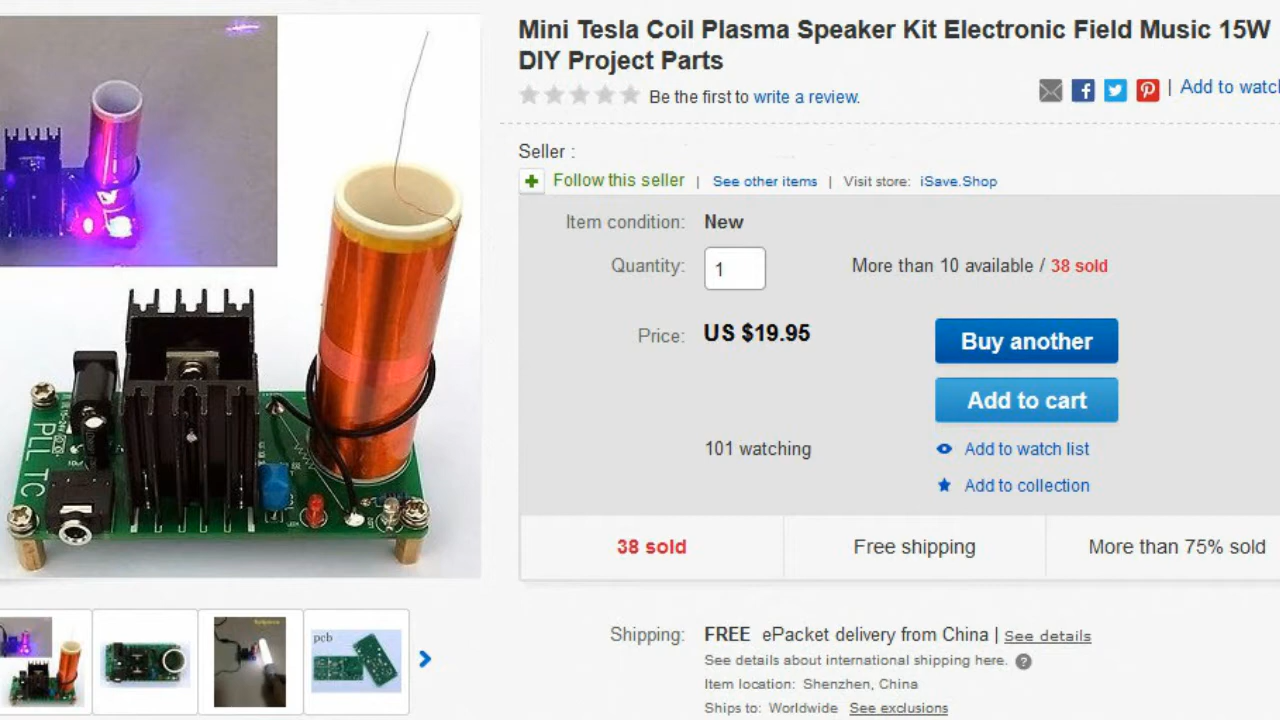 Mini Tesla Coil Plasma Speaker Kit Electronic Field Music 15W
DIY Project Parts
Be the first to write a review.
| Add to watch
Seller :
Follow this seller | See other items | Visit store: iSave.Shop
Item condition: New
Quantity: 1 More than 10 available / 38 sold
Price: US $19.95
Buy another
Add to cart
101 watching
Add to watch list
Add to collection
38 sold Free shipping More than 75% sold
Shipping: FREE ePacket delivery from China | See details
See details about international shipping here.
Item location: Shenzhen, China
Ships to: Worldwide See exclusions
PLL TC
pcb